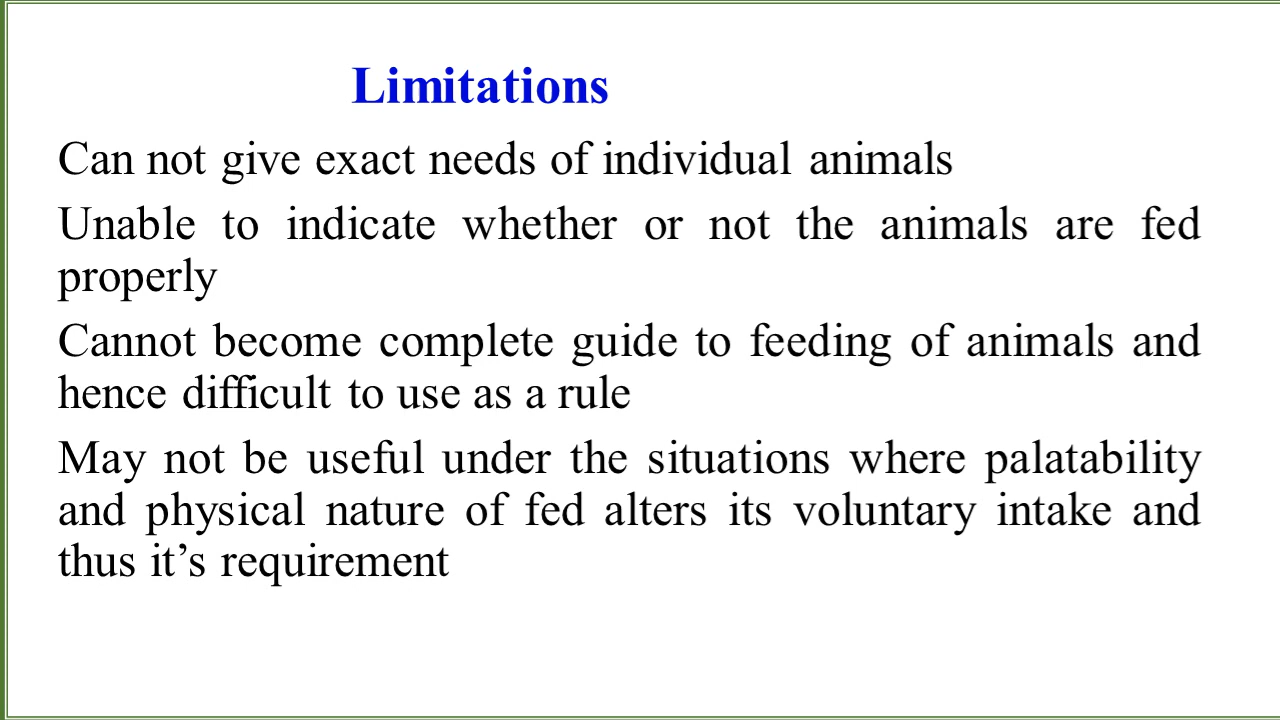 Limitations
Can not give exact needs of individual animals
Unable to indicate whether or not the animals are fed
properly
Cannot become complete guide to feeding of animals and
hence difficult to use as a rule
May not be useful under the situations where palatability
and physical nature of fed alters its voluntary intake and
thus it’s requirement